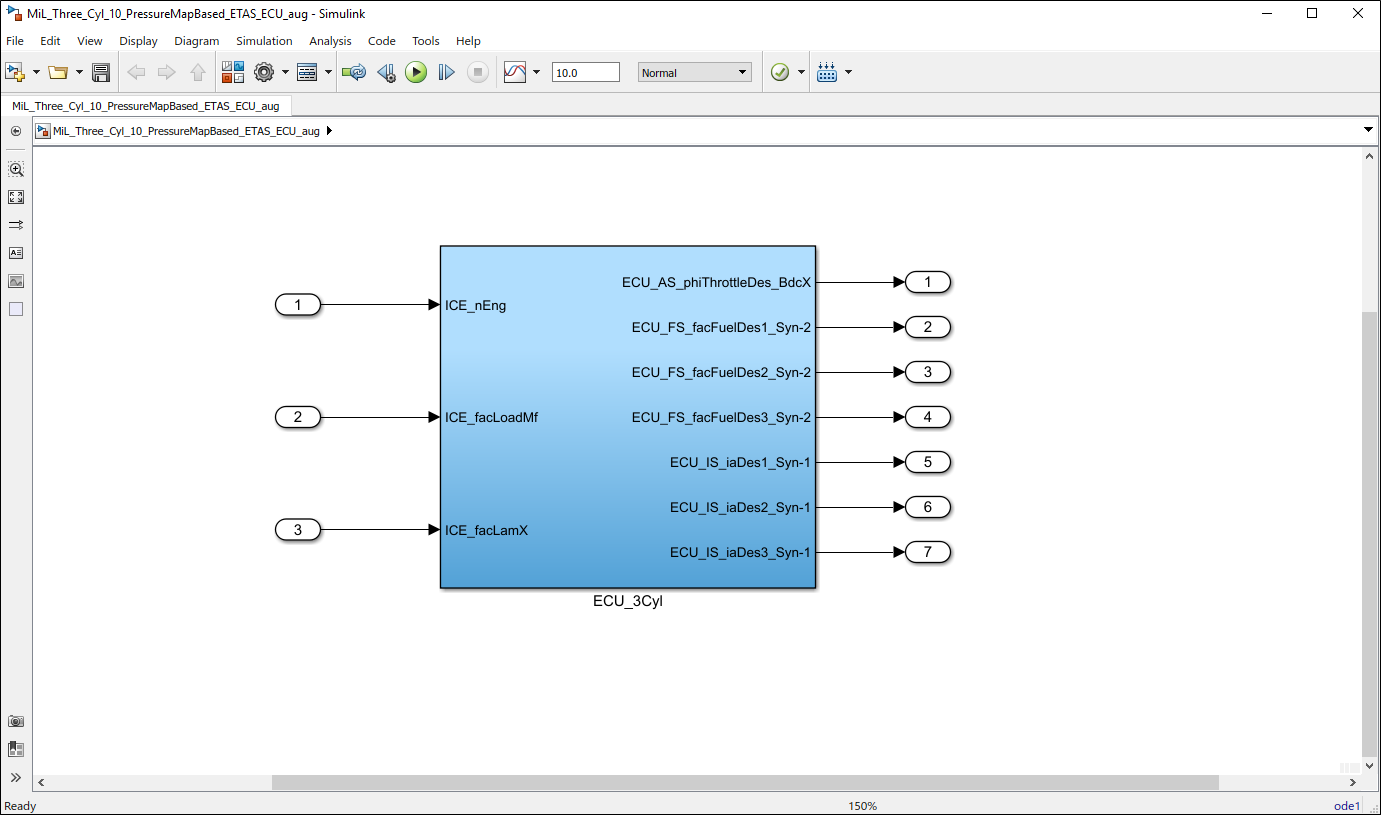 MiL_Three_Cyl_10_PressureMapBased_ETAS_ECU_aug - Simulink
File Edit View Display Diagram Simulation Analysis Code Tools Help
10.0 Normal
MiL_Three_Cyl_10_PressureMapBased_ETAS_ECU_aug
MiL_Three_Cyl_10_PressureMapBased_ETAS_ECU_aug
1
ICE_nEng
2
ICE_facLoadMf
3
ICE_facLamX
ECU_AS_phiThrottleDes_BdcX
1
ECU_FS_facFuelDes1_Syn-2
2
ECU_FS_facFuelDes2_Syn-2
3
ECU_FS_facFuelDes3_Syn-2
4
ECU_IS_iaDes1_Syn-1
5
ECU_IS_iaDes2_Syn-1
6
ECU_IS_iaDes3_Syn-1
7
ECU_3Cyl
Ready 150% ode1